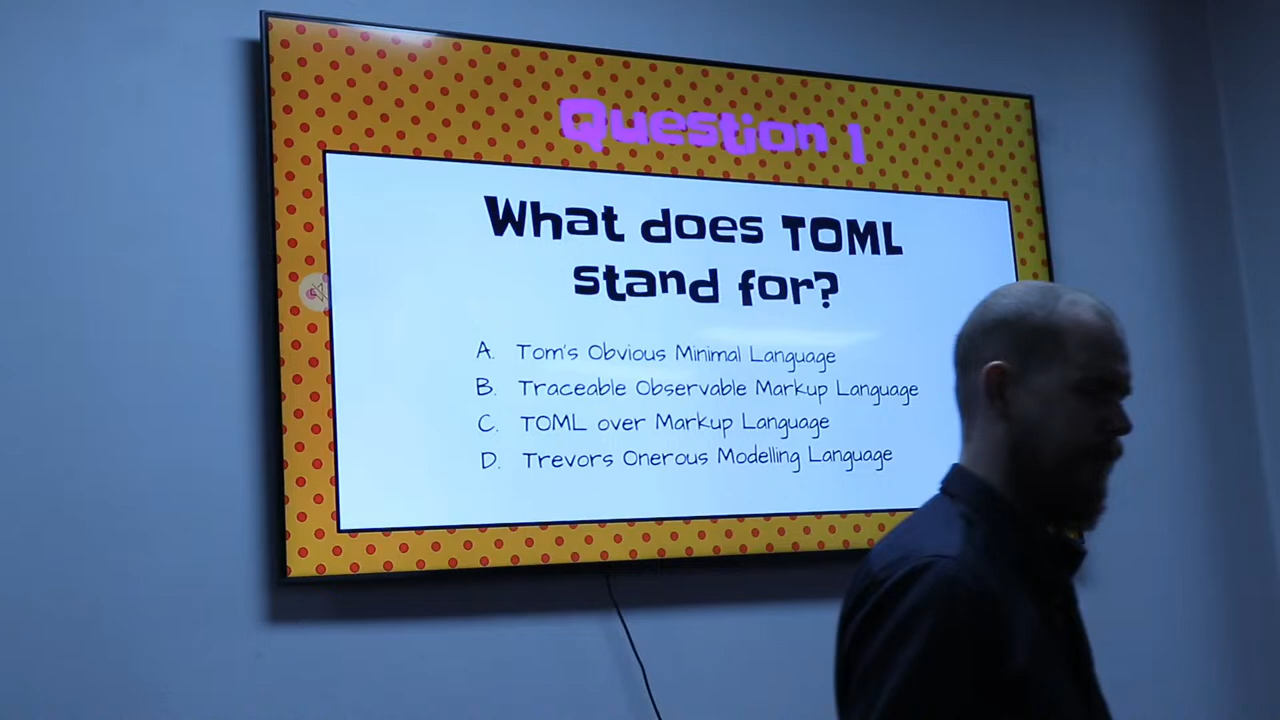 Question 1
What does TOML
stand for?
A. Tom's Obvious Minimal Language
B. Traceable Observable Markup Language
C. TOML over Markup Language
D. Trevors Onerous Modelling Language